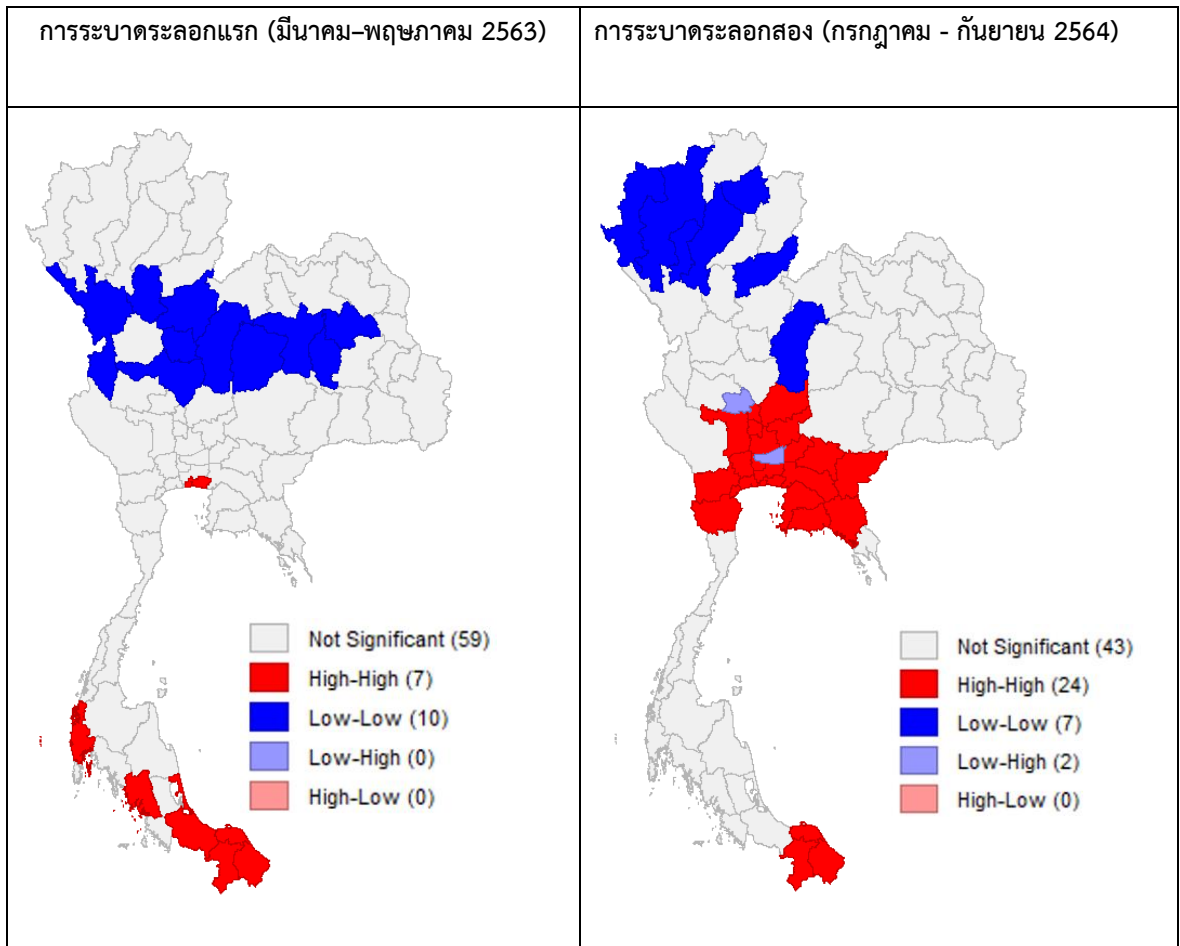 การระบาดระลอกแรก (มีนาคม–พฤษภาคม 2563)
การระบาดระลอกสอง (กรกฎาคม - กันยายน 2564)
Not Significant (59)
High-High (7)
Low-Low (10)
Low-High (0)
High-Low (0)
Not Significant (43)
High-High (24)
Low-Low (7)
Low-High (2)
High-Low (0)